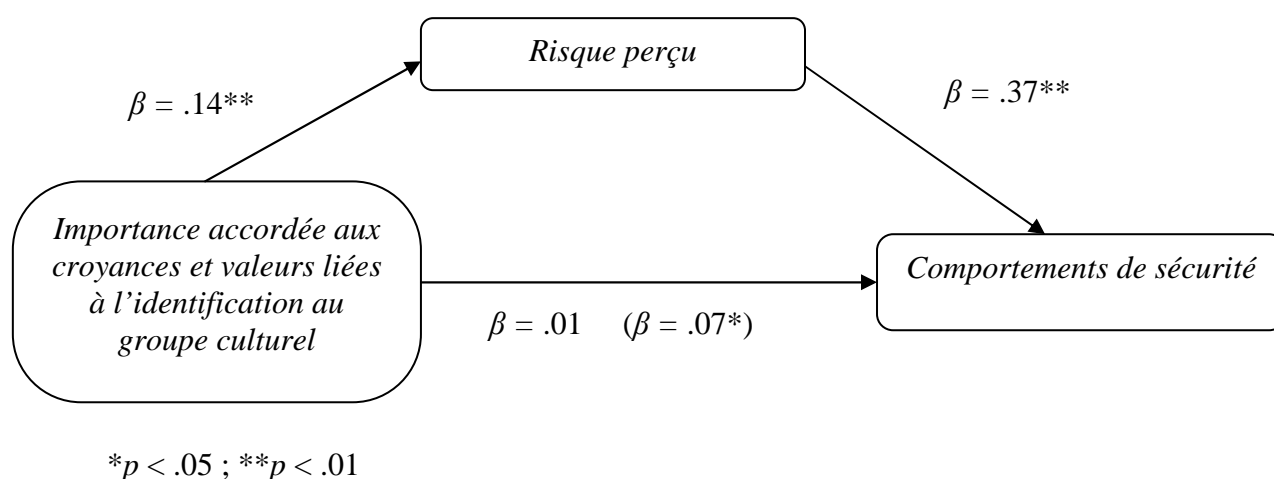 Risque perçu
β = .14**
β = .37**
Importance accordée aux
croyances et valeurs liées
à l’identification au
groupe culturel
Comportements de sécurité
β = .01 (β = .07*)
*p < .05 ; **p < .01